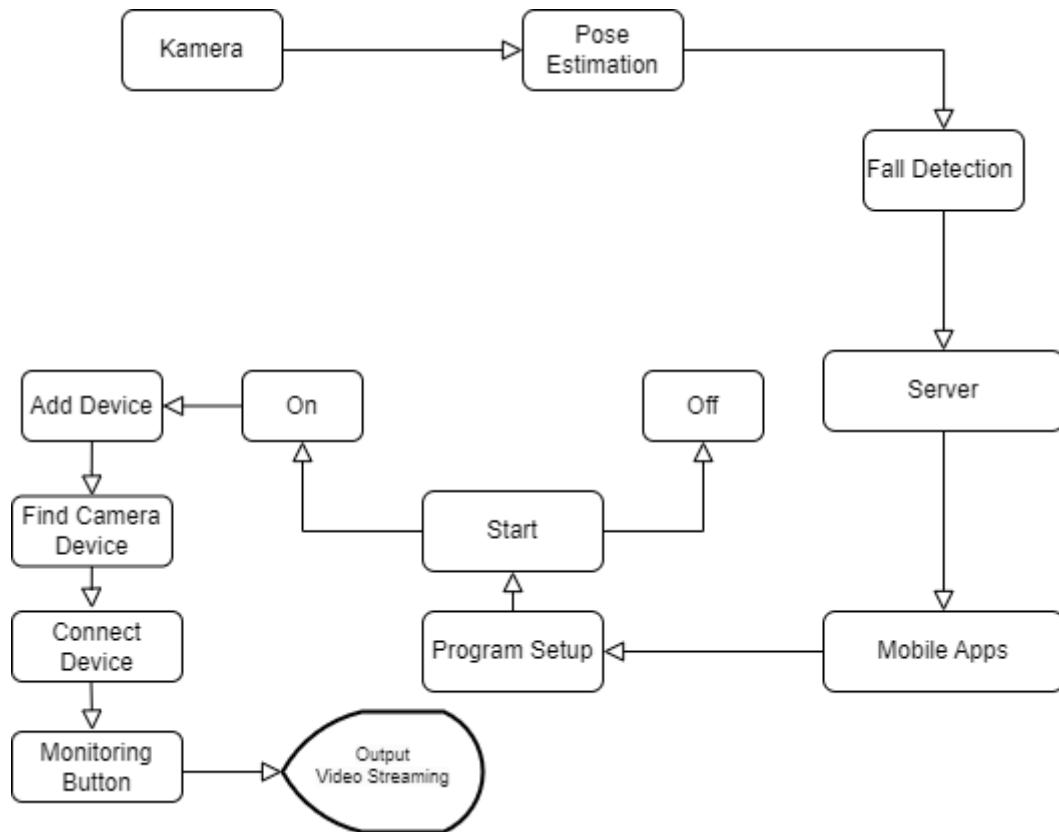 Kamera
Pose
Estimation
Fall Detection
Server
Add Device
On
Off
Find Camera
Device
Start
Connect
Device
Program Setup
Mobile Apps
Monitoring
Button
Output
Video Streaming